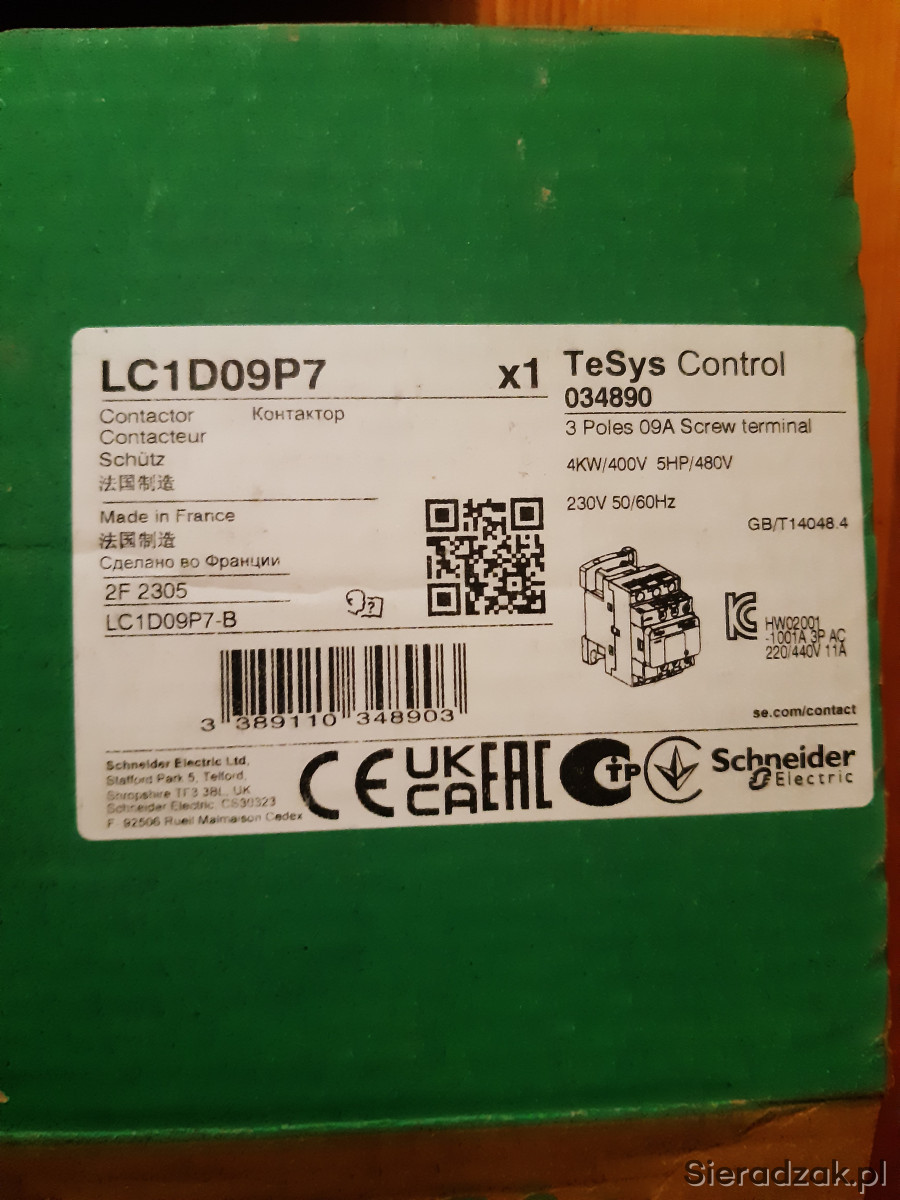 LC1D09P7 x1
Contactor Контактор
Contacteur
Schütz
法国制造
Made in France
法国制造
Сделано во Франции
2F 2305
LC1D09P7-B
3 389110 348903
TeSys Control
034890
3 Poles 09A Screw terminal
4KW/400V 5HP/480V
230V 50/60Hz
GB/T14048.4
HW02001
-1001A 3P AC
220/440V 11A
se.com/contact
Schneider Electric Ltd,
Stafford Park 5, Telford,
Shropshire TF3 3BL, UK
Schneider Electric, CS30323
F 92506 Rueil Malmaison Cedex
CE UK
CA EAC
Schneider
Electric
Sieradzak.pl